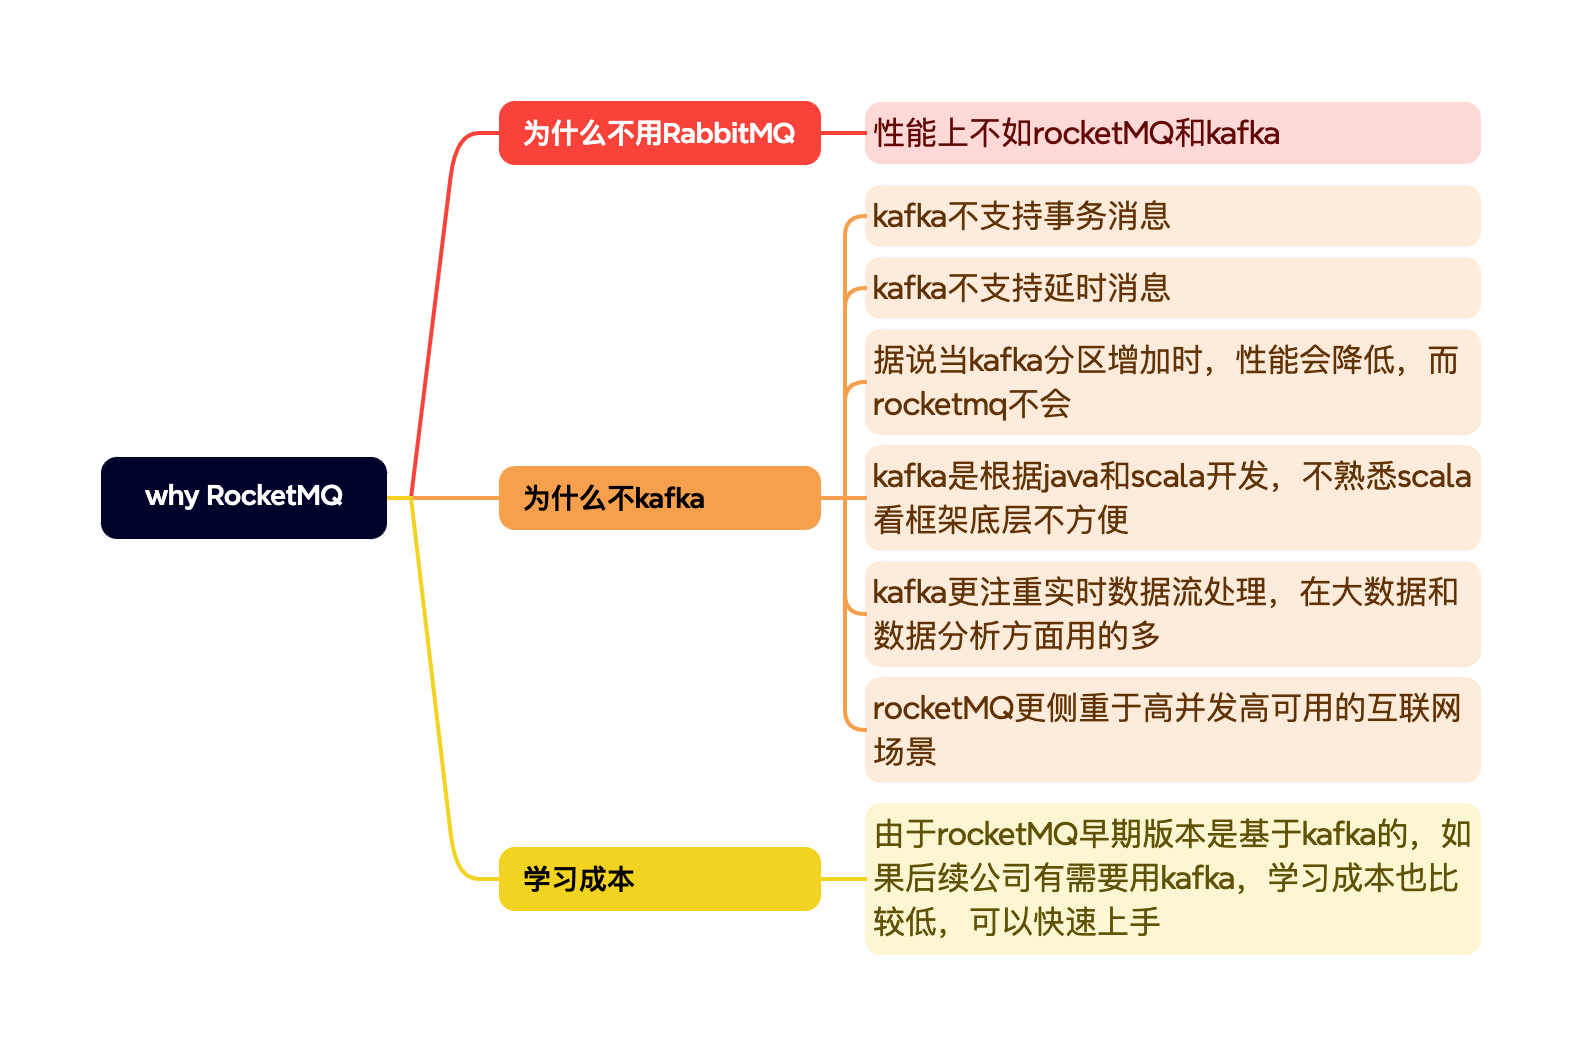 why RocketMQ
为什么不用RabbitMQ
性能上不如rocketMQ和kafka
为什么不kafka
kafka不支持事务消息
kafka不支持延时消息
据说当kafka分区增加时，性能会降低，而
rocketmq不会
kafka是根据java和scala开发，不熟悉scala
看框架底层不方便
kafka更注重实时数据流处理，在大数据和
数据分析方面用的多
rocketMQ更侧重于高并发高可用的互联网
场景
学习成本
由于rocketMQ早期版本是基于kafka的，如
果后续公司有需要用kafka，学习成本也比
较低，可以快速上手